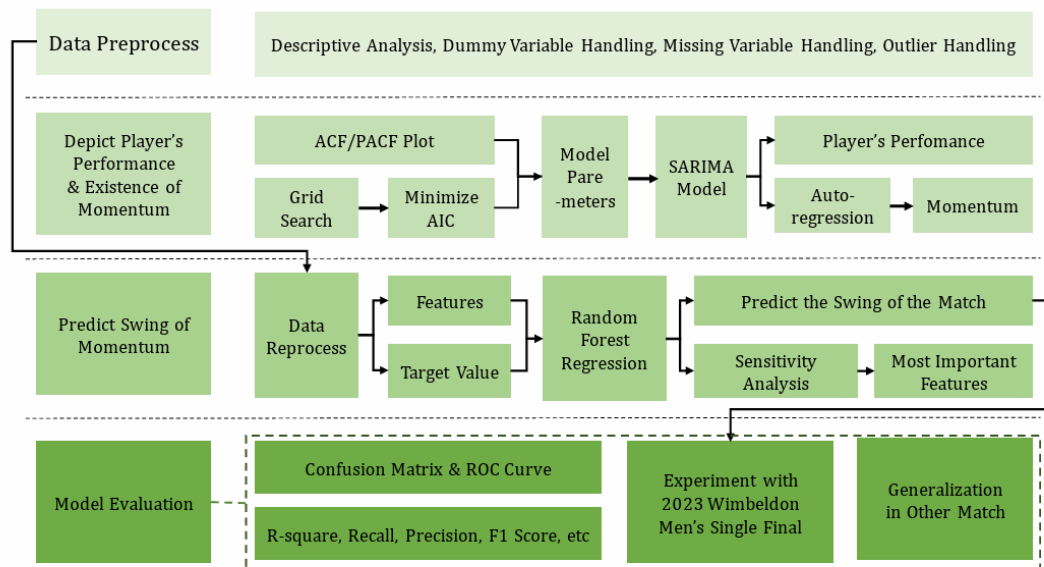 Data Preprocess
Descriptive Analysis, Dummy Variable Handling, Missing Variable Handling, Outlier Handling
Depict Player's
Performance
& Existence of
Momentum
ACF/PACF Plot
Grid
Search
Minimize
AIC
Model
Pare
-meters
SARIMA
Model
Player's Perfomance
Auto-
regression
Momentum
Predict Swing of
Momentum
Data
Reprocess
Features
Target Value
Random
Forest
Regression
Predict the Swing of the Match
Sensitivity
Analysis
Most Important
Features
Model Evaluation
Confusion Matrix & ROC Curve
R-square, Recall, Precision, F1 Score, etc
Experiment with
2023 Wimbeldon
Men's Single Final
Generalization
in Other Match